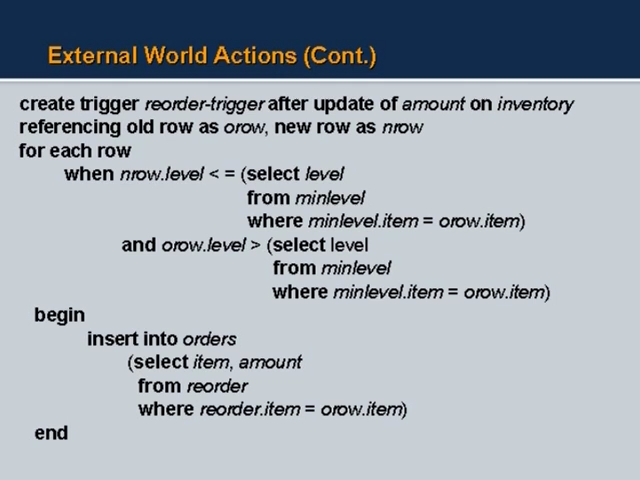 External World Actions (Cont.)
create trigger reorder-trigger after update of amount on inventory
referencing old row as orow, new row as nrow
for each row
when nrow.level < = (select level
from minlevel
where minlevel.item = orow.item)
and orow.level > (select level
from minlevel
where minlevel.item = orow.item)
begin
insert into orders
(select item, amount
from reorder
where reorder.item = orow.item)
end